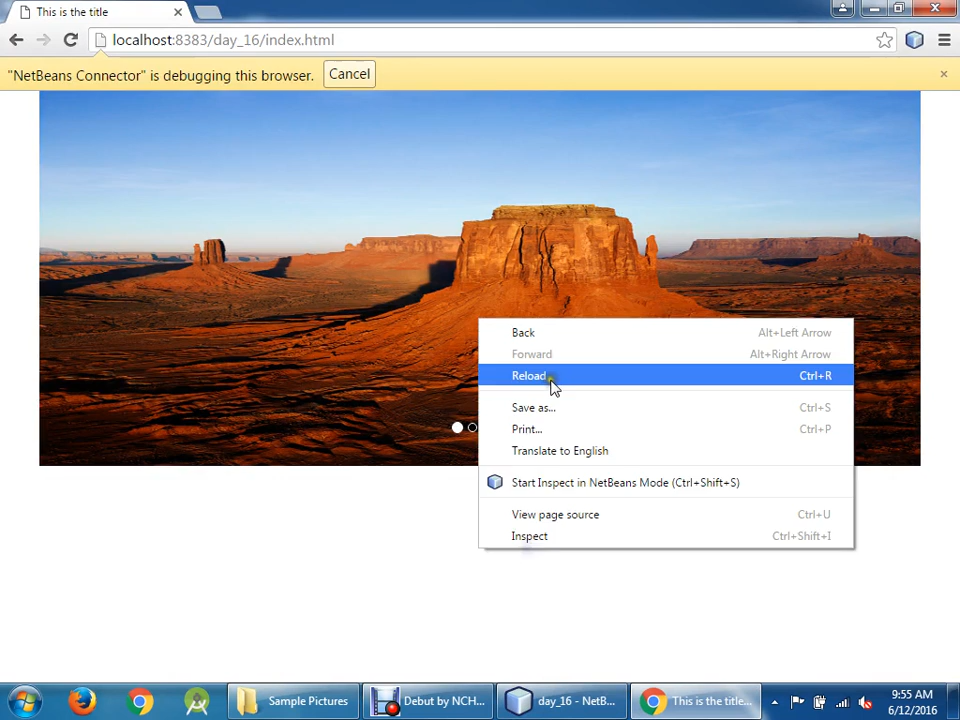 This is the title
localhost:8383/day_16/index.html
"NetBeans Connector" is debugging this browser. Cancel
Back Alt+Left Arrow
Forward Alt+Right Arrow
Reload Ctrl+R
Save as... Ctrl+S
Print... Ctrl+P
Translate to English
Start Inspect in NetBeans Mode (Ctrl+Shift+S)
View page source Ctrl+U
Inspect Ctrl+Shift+I
Sample Pictures Debut by NCH... day_16 - NetB... This is the title... 9:55 AM
6/12/2016